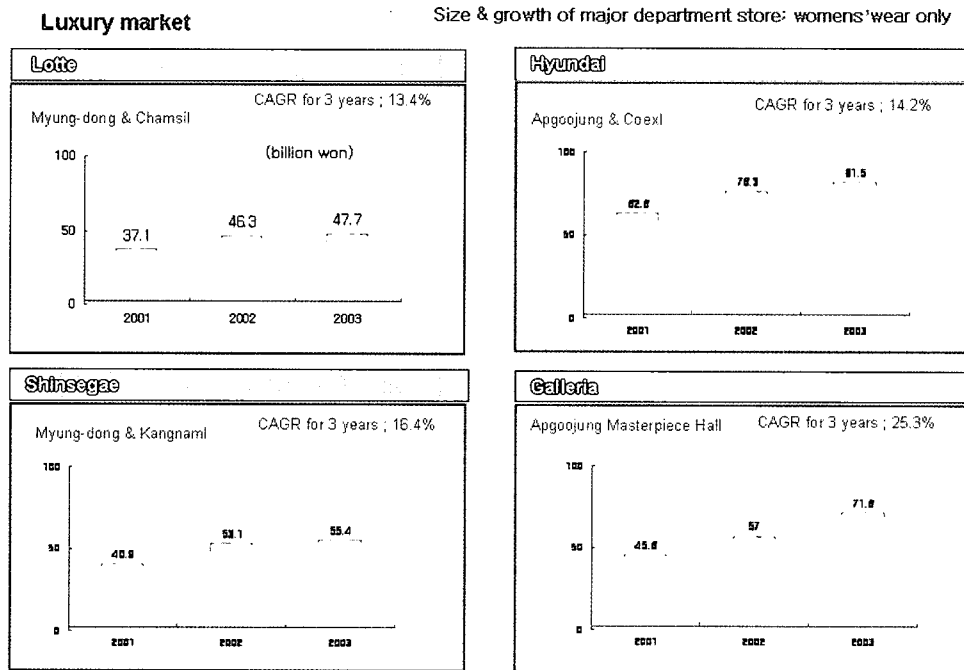 Luxury market
Size & growth of major department store: womens'wear only
Lotte
CAGR for 3 years ; 13.4%
Myung-dong & Chamsil
(billion won)
100
50
0
37.1
46.3
47.7
2001
2002
2003
Hyundai
CAGR for 3 years ; 14.2%
Apgoojung & Coexl
100
50
0
81.5
2001
2002
2003
Shinsegae
CAGR for 3 years ; 16.4%
Myung-dong & Kangnaml
100
50
0
40.9
53.1
55.4
2001
2002
2003
Galleria
Apgoojung Masterpiece Hall
CAGR for 3 years ; 25.3%
100
50
0
45.6
57
71.6
2001
2002
2003